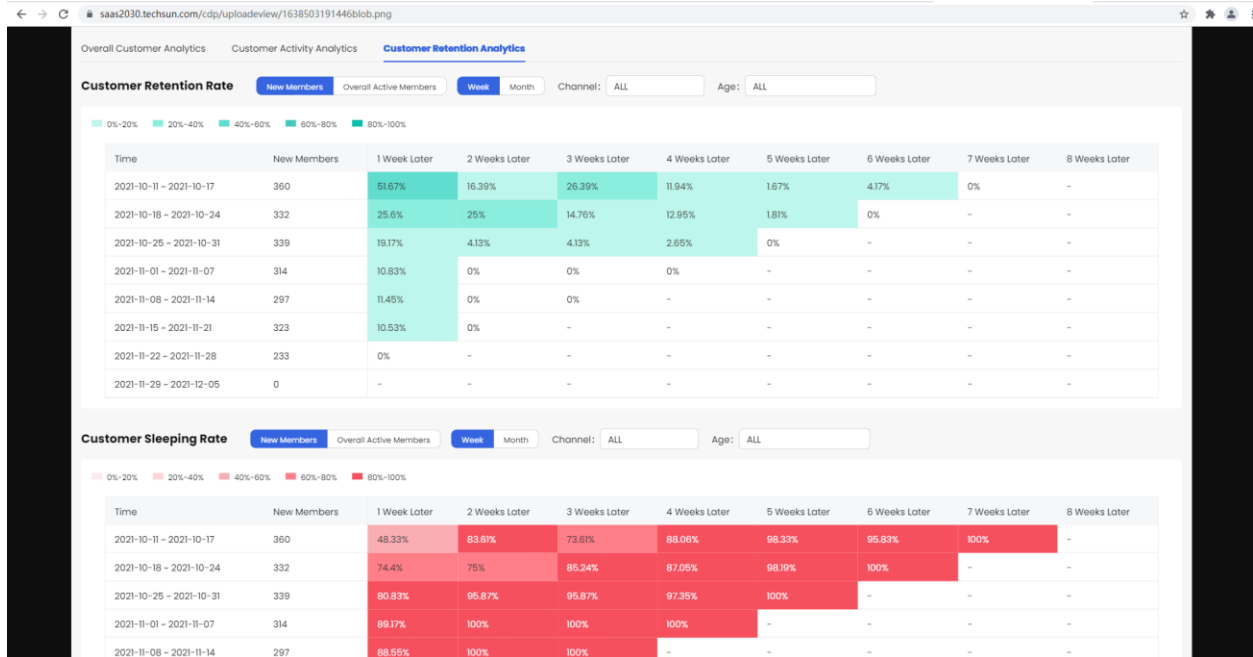 saas2030.techsun.com/cdp/uploadeview/1638503191446blob.png
Overall Customer Analytics Customer Activity Analytics Customer Retention Analytics
Customer Retention Rate New Members Overall Active Members Week Month Channel: ALL Age: ALL
0%-20% 20%-40% 40%-60% 60%-80% 80%-100%
Time New Members 1 Week Later 2 Weeks Later 3 Weeks Later 4 Weeks Later 5 Weeks Later 6 Weeks Later 7 Weeks Later 8 Weeks Later
2021-10-11 ~ 2021-10-17 360 51.67% 16.39% 26.39% 11.94% 1.67% 4.17% 0% -
2021-10-18 ~ 2021-10-24 332 25.6% 25% 14.76% 12.95% 1.81% 0% - -
2021-10-25 ~ 2021-10-31 339 19.17% 4.13% 4.13% 2.65% 0% - - -
2021-11-01 ~ 2021-11-07 314 10.83% 0% 0% 0% - - - -
2021-11-08 ~ 2021-11-14 297 11.45% 0% 0% - - - - -
2021-11-15 ~ 2021-11-21 323 10.53% 0% - - - - - -
2021-11-22 ~ 2021-11-28 233 0% - - - - - - -
2021-11-29 ~ 2021-12-05 0 - - - - - - - -
Customer Sleeping Rate New Members Overall Active Members Week Month Channel: ALL Age: ALL
0%-20% 20%-40% 40%-60% 60%-80% 80%-100%
Time New Members 1 Week Later 2 Weeks Later 3 Weeks Later 4 Weeks Later 5 Weeks Later 6 Weeks Later 7 Weeks Later 8 Weeks Later
2021-10-11 ~ 2021-10-17 360 48.33% 83.61% 73.61% 88.06% 98.33% 95.83% 100% -
2021-10-18 ~ 2021-10-24 332 74.4% 75% 85.24% 87.05% 98.19% 100% - -
2021-10-25 ~ 2021-10-31 339 80.83% 95.87% 95.87% 97.35% 100% - - -
2021-11-01 ~ 2021-11-07 314 89.17% 100% 100% 100% - - - -
2021-11-08 ~ 2021-11-14 297 88.55% 100% 100% - - - - -